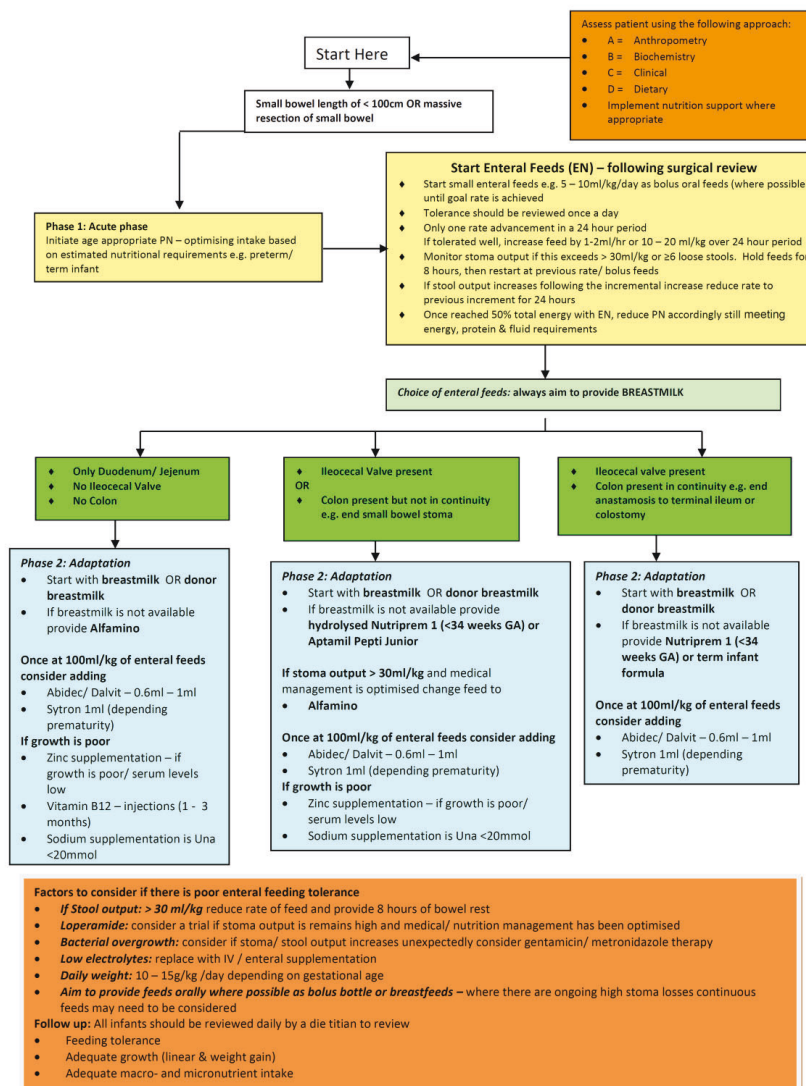 Start Here
Assess patient using the following approach:
• A = Anthropometry
• B = Biochemistry
• C = Clinical
• D = Dietary
• Implement nutrition support where
appropriate
Small bowel length of < 100cm OR massive
resection of small bowel
Phase 1: Acute phase
Initiate age appropriate PN – optimising intake based
on estimated nutritional requirements e.g. preterm/
term infant
Start Enteral Feeds (EN) – following surgical review
♦ Start small enteral feeds e.g. 5 – 10ml/kg/day as bolus oral feeds (where possible
until goal rate is achieved
♦ Tolerance should be reviewed once a day
♦ Only one rate advancement in a 24 hour period
If tolerated well, increase feed by 1-2ml/hr or 10 – 20 ml/kg over 24 hour period
♦ Monitor stoma output if this exceeds > 30ml/kg or ≥6 loose stools. Hold feeds for
8 hours, then restart at previous rate/ bolus feeds
♦ If stool output increases following the incremental increase reduce rate to
previous increment for 24 hours
♦ Once reached 50% total energy with EN, reduce PN accordingly still meeting
energy, protein & fluid requirements
Choice of enteral feeds: always aim to provide BREASTMILK
♦ Only Duodenum/ Jejenum
♦ No Ileocecal Valve
♦ No Colon
♦ Ileocecal Valve present
OR
♦ Colon present but not in continuity
e.g. end small bowel stoma
♦ Ileocecal valve present
♦ Colon present in continuity e.g. end
anastamosis to terminal ileum or
colostomy
Phase 2: Adaptation
• Start with breastmilk OR donor
breastmilk
• If breastmilk is not available
provide Alfamino
Once at 100ml/kg of enteral feeds
consider adding
• Abidec/ Dalvit – 0.6ml – 1ml
• Sytron 1ml (depending
prematurity)
If growth is poor
• Zinc supplementation – if
growth is poor/ serum levels
low
• Vitamin B12 – injections (1 - 3
months)
• Sodium supplementation is Una
<20mmol
Phase 2: Adaptation
• Start with breastmilk OR donor breastmilk
• If breastmilk is not available provide
hydrolysed Nutriprem 1 (<34 weeks GA) or
Aptamil Pepti Junior
If stoma output > 30ml/kg and medical
management is optimised change feed to
• Alfamino
Once at 100ml/kg of enteral feeds consider adding
• Abidec/ Dalvit – 0.6ml – 1ml
• Sytron 1ml (depending prematurity)
If growth is poor
• Zinc supplementation – if growth is poor/
serum levels low
• Sodium supplementation is Una <20mmol
Phase 2: Adaptation
• Start with breastmilk OR
donor breastmilk
• If breastmilk is not available
provide Nutriprem 1 (<34
weeks GA) or term infant
formula
Once at 100ml/kg of enteral feeds
consider adding
• Abidec/ Dalvit – 0.6ml – 1ml
• Sytron 1ml (depending
prematurity)
Factors to consider if there is poor enteral feeding tolerance
• If Stool output: > 30 ml/kg reduce rate of feed and provide 8 hours of bowel rest
• Loperamide: consider a trial if stoma output is remains high and medical/ nutrition management has been optimised
• Bacterial overgrowth: consider if stoma/ stool output increases unexpectedly consider gentamicin/ metronidazole therapy
• Low electrolytes: replace with IV / enteral supplementation
• Daily weight: 10 – 15g/kg /day depending on gestational age
• Aim to provide feeds orally where possible as bolus bottle or breastfeeds – where there are ongoing high stoma losses continuous
feeds may need to be considered
Follow up: All infants should be reviewed daily by a die titian to review
• Feeding tolerance
• Adequate growth (linear & weight gain)
• Adequate macro- and micronutrient intake